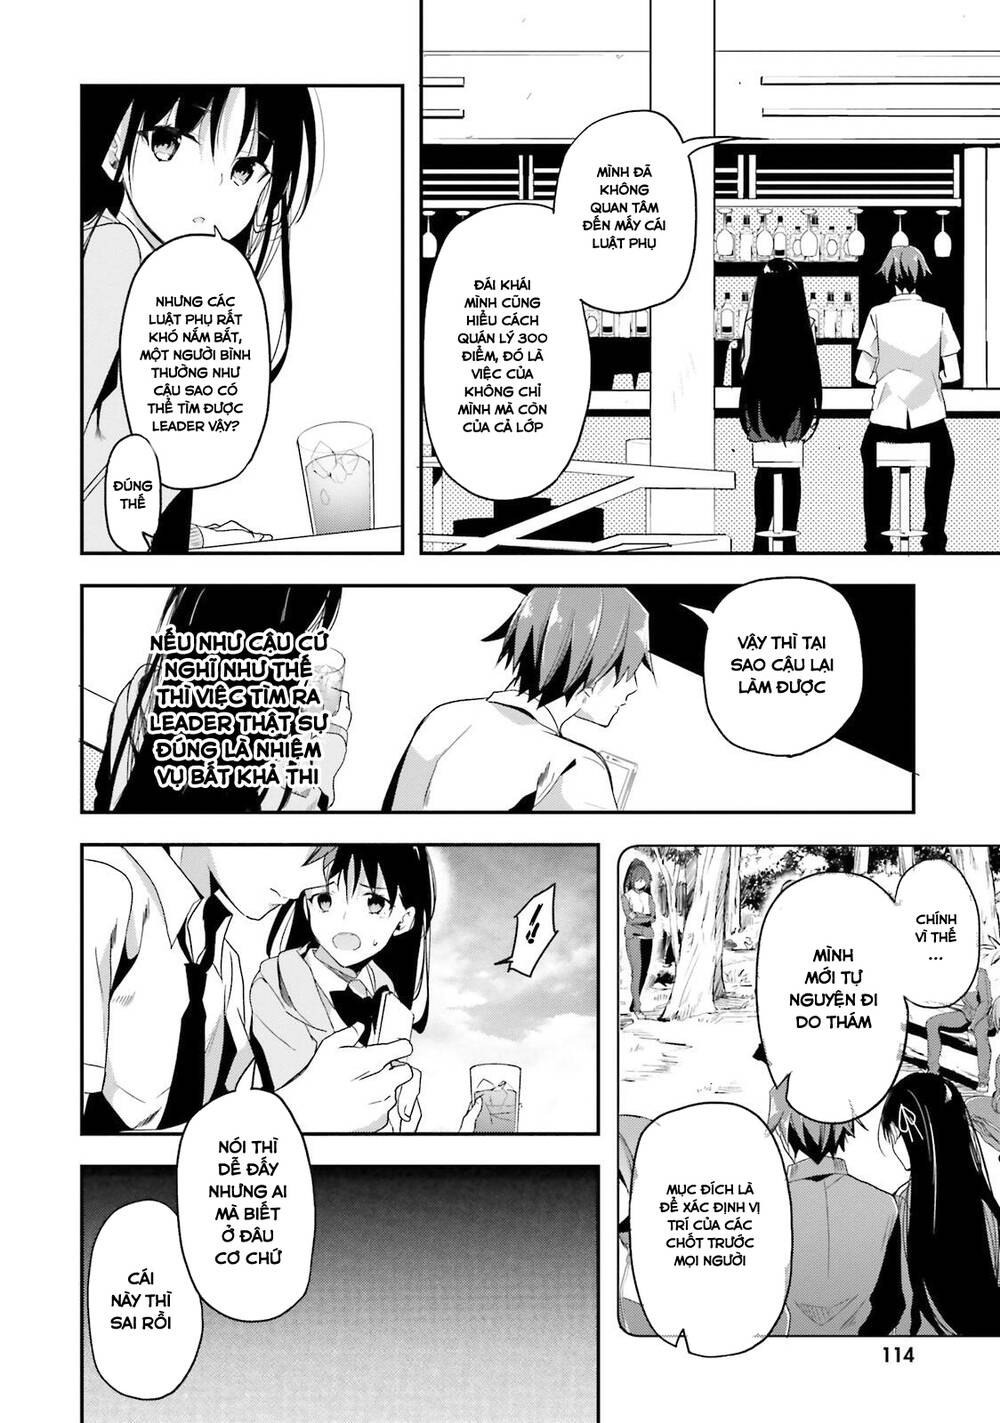 MÌNH ĐÃ
KHÔNG
QUAN TÂM
ĐẾN MẤY CÁI
LUẬT PHỤ
ĐÁI KHÁI
MÌNH CŨNG
HIỂU CÁCH
QUÁN LÝ 300
ĐIỂM, ĐÓ LÀ
VIỆC CỦA
KHÔNG CHỈ
MÌNH MÀ CÒN
CỦA CẢ LỚP
NHƯNG CÁC
LUẬT PHỤ RẤT
KHÓ NẮM BẮT,
MỘT NGƯỜI BÌNH
THƯỜNG NHƯ
CẬU SAO CÓ
THỂ TÌM ĐƯỢC
LEADER VẬY?
ĐÚNG
THẾ
VẬY THÌ TẠI
SAO CẬU LẠI
LÀM ĐƯỢC
NẾU NHƯ CẬU CỨ
NGHĨ NHƯ THẾ
THÌ VIỆC TÌM RA
LEADER THẬT SỰ
ĐÚNG LÀ NHIỆM
VỤ BẤT KHẢ THI
CHÍNH
VÌ THẾ
...
MÌNH
MỚI TỰ
NGUYỆN ĐI
DO THÁM
MỤC ĐÍCH LÀ
ĐỂ XÁC ĐỊNH VỊ
TRÍ CỦA CÁC
CHỐT TRƯỚC
MỌI NGƯỜI
!!
NÓI THÌ
DỄ ĐẤY
NHƯNG AI
MÀ BIẾT
Ở ĐÂU
CƠ CHỨ
CÁI
NÀY THÌ
SAI RỒI
114